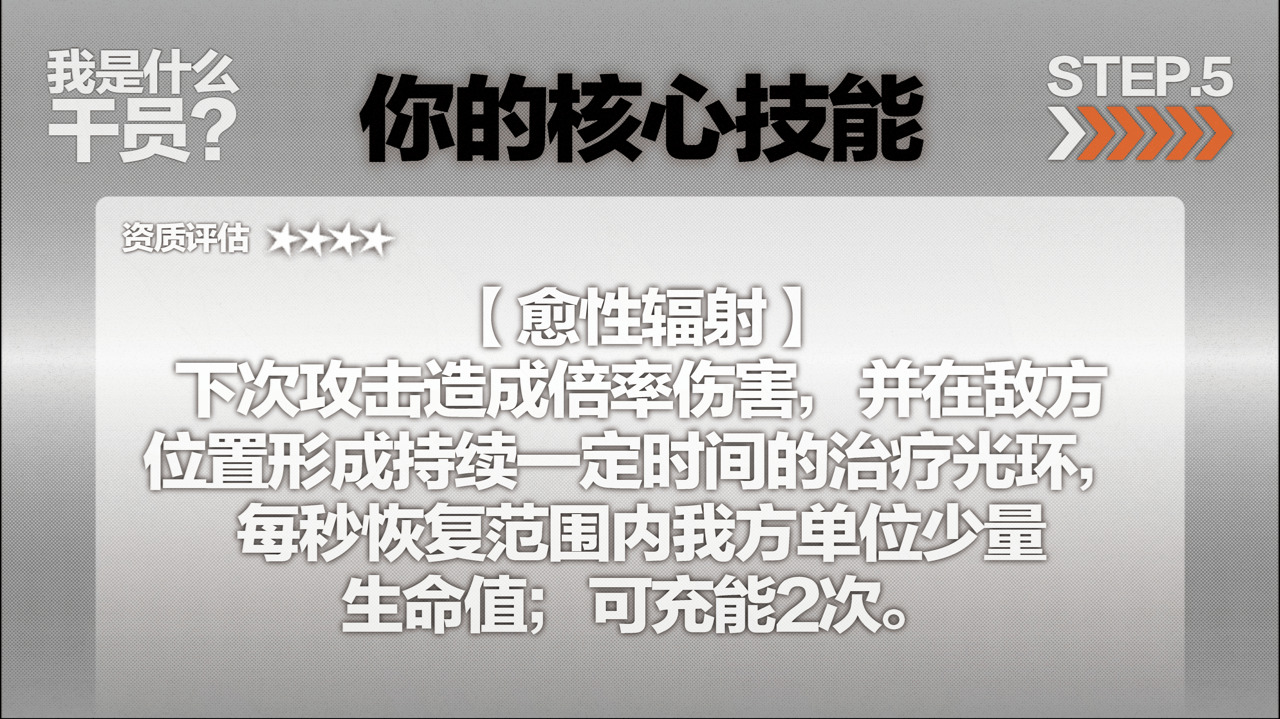 我是什么
干员?
你的核心技能
STEP.5
资质评估 ★★★★
【愈性辐射】
下次攻击造成倍率伤害，并在敌方
位置形成持续一定时间的治疗光环，
每秒恢复范围内我方单位少量
生命值；可充能2次。